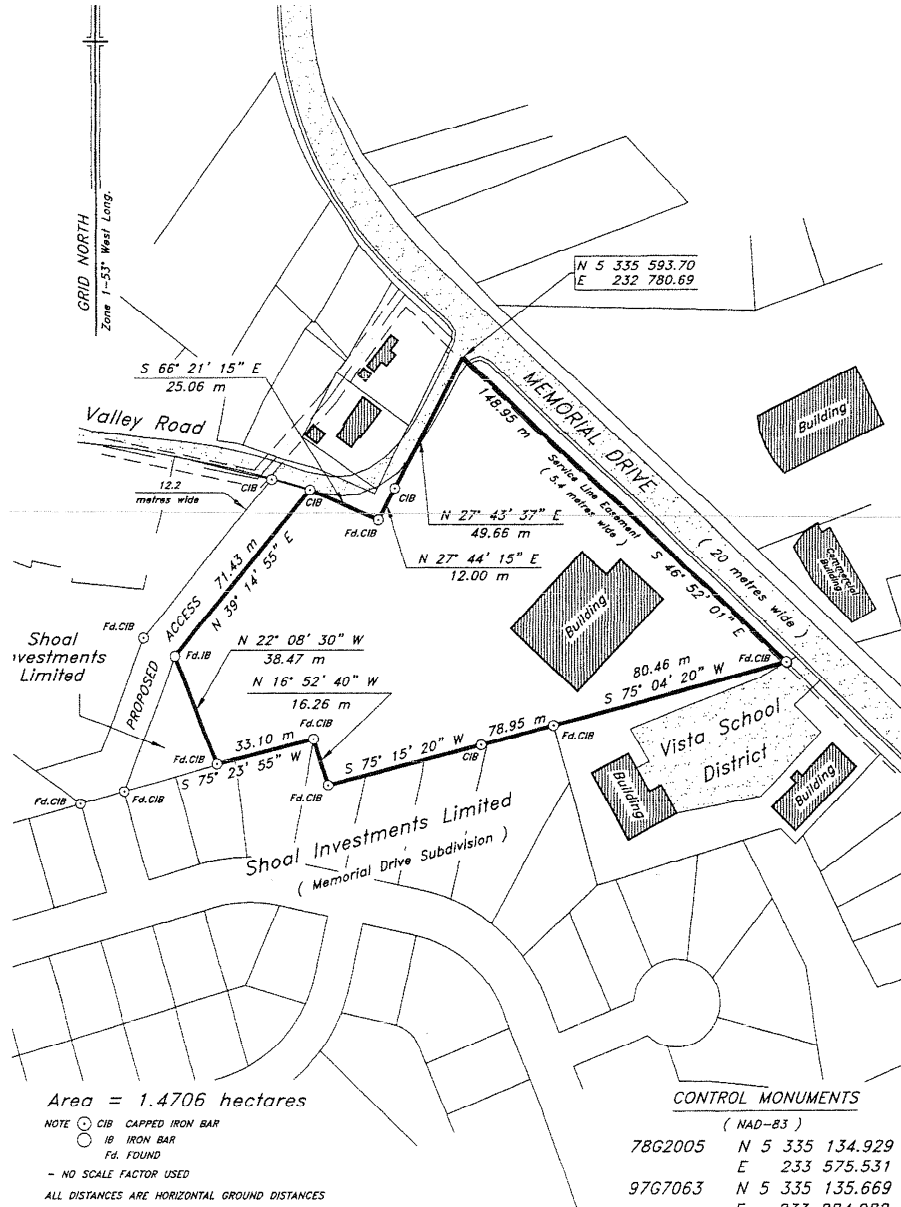 GRID NORTH
Zone 1-53° West Long.
N 5 335 593.70
E 232 780.69
S 66° 21' 15" E
25.06 m
Valley Road
MEMORIAL DRIVE
( 20 metres wide )
148.95 m
S 46° 52' 01" E
Service Line Easement
( 5.4 metres wide )
Building
Commercial
Building
12.2
metres wide
CIB
CIB
CIB
Fd.CIB
N 27° 43' 37" E
49.66 m
N 27° 44' 15" E
12.00 m
71.43 m
N 39° 14' 55" E
PROPOSED ACCESS
Building
Fd.CIB
Shoal
nvestments
Limited
Fd.IB
N 22° 08' 30" W
38.47 m
N 16° 52' 40" W
16.26 m
Fd.CIB
80.46 m
S 75° 04' 20" W
Fd.CIB
33.10 m
S 75° 23' 55" W
Fd.CIB
78.95 m
S 75° 15' 20" W
CIB
Fd.CIB
Fd.CIB
Fd.CIB
Fd.CIB
Vista School
District
Building
Building
Shoal Investments Limited
( Memorial Drive Subdivision )
Area = 1.4706 hectares
NOTE CIB CAPPED IRON BAR
IB IRON BAR
Fd. FOUND
- NO SCALE FACTOR USED
ALL DISTANCES ARE HORIZONTAL GROUND DISTANCES
CONTROL MONUMENTS
( NAD-83 )
78G2005 N 5 335 134.929
E 233 575.531
97G7063 N 5 335 135.669